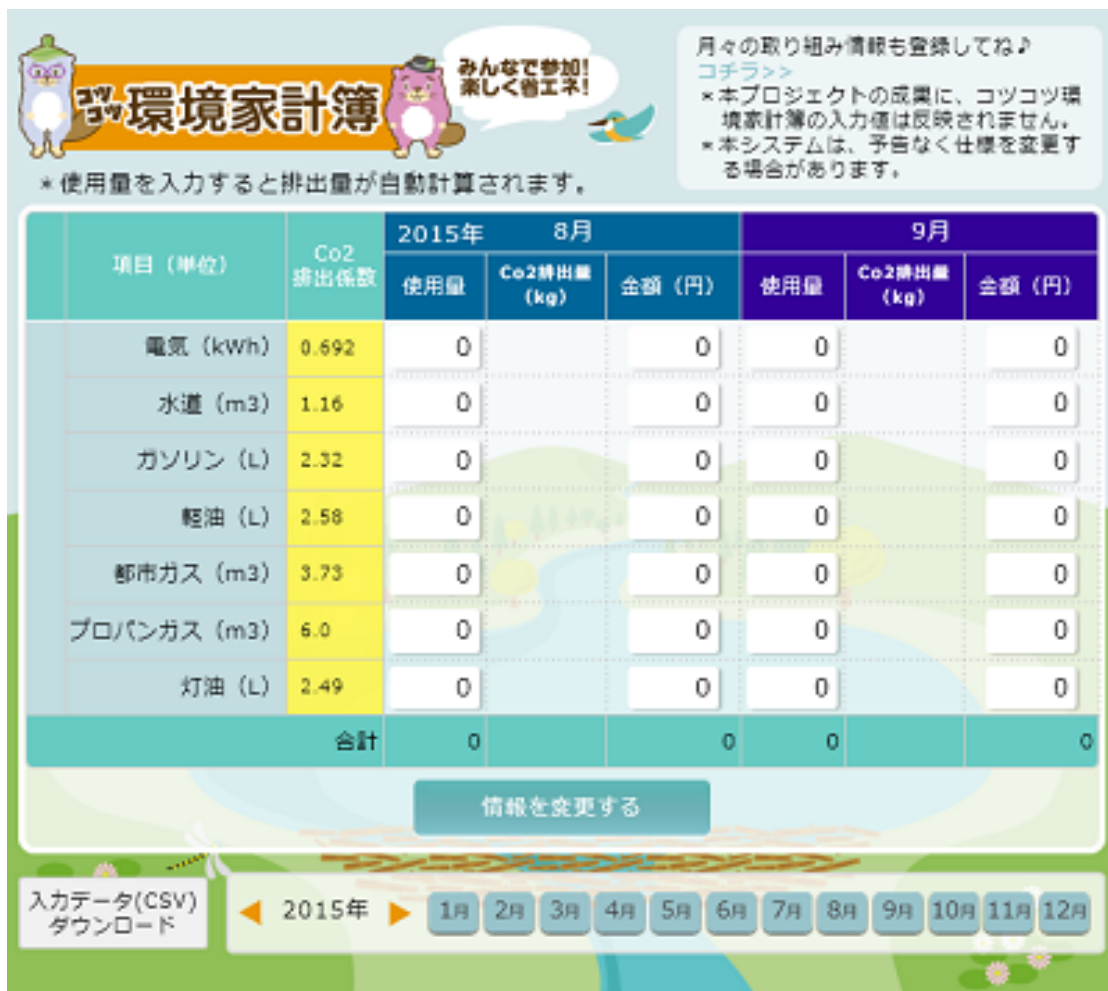 コツコツ環境家計簿
みんなで参加!
楽しく省エネ!
月々の取り組み情報も登録してね♪
コチラ>>
*本プロジェクトの成果に、コツコツ環
境家計簿の入力値は反映されません。
*本システムは、予告なく仕様を変更す
る場合があります。
*使用量を入力すると排出量が自動計算されます。
項目（単位） Co2 排出係数 2015年 8月 9月
使用量 Co2排出量（kg） 金額（円） 使用量 Co2排出量（kg） 金額（円）
電気（kWh） 0.692 0 0 0 0
水道（m3） 1.16 0 0 0 0
ガソリン（L） 2.32 0 0 0 0
軽油（L） 2.58 0 0 0 0
都市ガス（m3） 3.73 0 0 0 0
プロパンガス（m3） 6.0 0 0 0 0
灯油（L） 2.49 0 0 0 0
合計 0 0 0 0
情報を変更する
入力データ(CSV)
ダウンロード
2015年 1月 2月 3月 4月 5月 6月 7月 8月 9月 10月 11月 12月